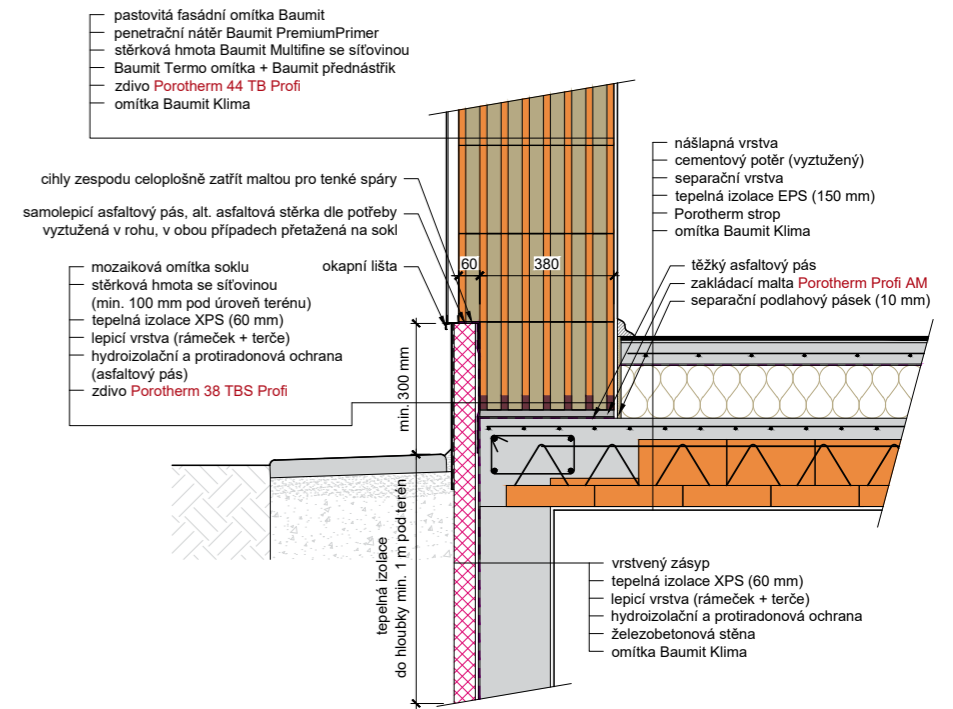 pastovitá fasádní omítka Baumit
penetrační nátěr Baumit PremiumPrimer
stěrková hmota Baumit Multifine se síťovinou
Baumit Termo omítka + Baumit přednástřik
zdivo Porotherm 44 TB Profi
omítka Baumit Klima
cihly zespodu celoplošně zatřít maltou pro tenké spáry
samolepicí asfaltový pás, alt. asfaltová stěrka dle potřeby
vyztužená v rohu, v obou případech přetažená na sokl
okapní lišta
mozaiková omítka soklu
stěrková hmota se síťovinou
(min. 100 mm pod úroveň terénu)
tepelná izolace XPS (60 mm)
lepicí vrstva (rámeček + terče)
hydroizolační a protiradonová ochrana
(asfaltový pás)
zdivo Porotherm 38 TBS Profi
60
380
nášlapná vrstva
cementový potěr (vyztužený)
separační vrstva
tepelná izolace EPS (150 mm)
Porotherm strop
omítka Baumit Klima
těžký asfaltový pás
zakládací malta Porotherm Profi AM
separační podlahový pásek (10 mm)
min. 300 mm
tepelná izolace
do hloubky min. 1 m pod terén
vrstvený zásyp
tepelná izolace XPS (60 mm)
lepicí vrstva (rámeček + terče)
hydroizolační a protiradonová ochrana
železobetonová stěna
omítka Baumit Klima